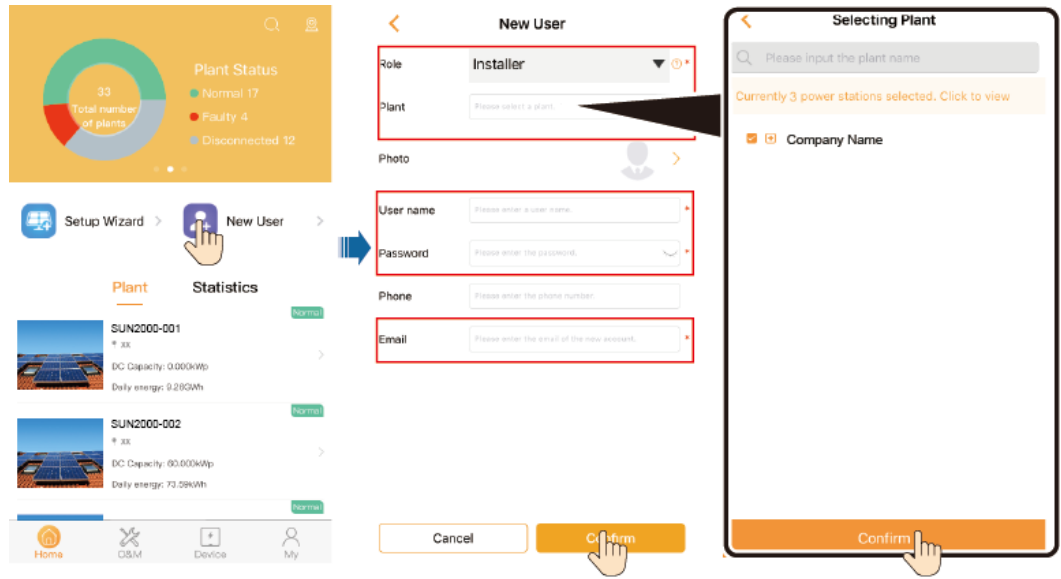 Plant Status
33
Total number
of plants
Normal 17
Faulty 4
Disconnected 12
Setup Wizard
New User
Plant
Statistics
Normal
SUN2000-001
xx
DC Capacity: 0.000kWp
Daily energy: 9.28GWh
Normal
SUN2000-002
xx
DC Capacity: 60.000kWp
Daily energy: 73.59kWh
Normal
Home
O&M
Device
My
New User
Role
Installer
*
Plant
Please select a plant.
Photo
User name
Please enter a user name.
*
Password
Please enter the password.
*
Phone
Please enter the phone number.
Email
Please enter the email of the new account.
*
Cancel
Confirm
Selecting Plant
Please input the plant name
Currently 3 power stations selected. Click to view
Company Name
Confirm